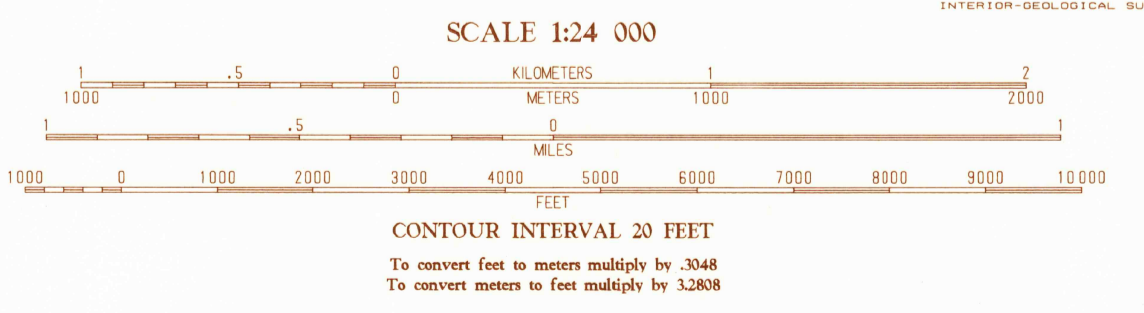 INTERIOR-GEOLOGICAL SU
SCALE 1:24 000
1 .5 0 KILOMETERS 1 2
1000 0 METERS 1000 2000
1 .5 0 1
MILES
1000 0 1000 2000 3000 4000 5000 6000 7000 8000 9000 10 000
FEET
CONTOUR INTERVAL 20 FEET
To convert feet to meters multiply by .3048
To convert meters to feet multiply by 3.2808